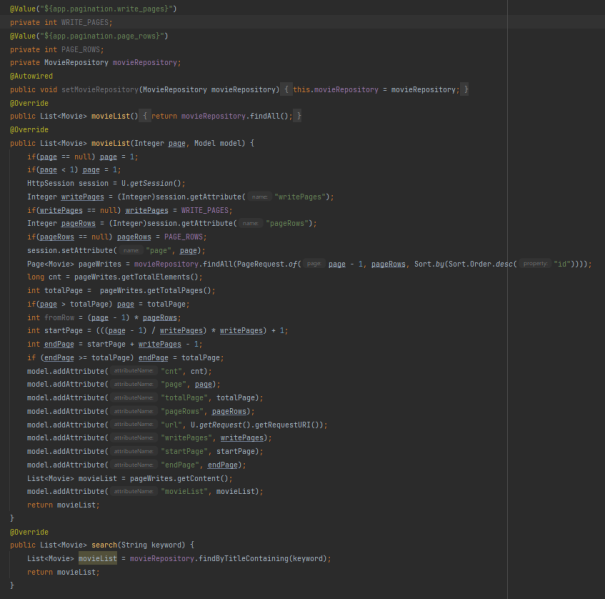 @Value("${app.pagination.write_pages}")
private int WRITE_PAGES;
@Value("${app.pagination.page_rows}")
private int PAGE_ROWS;
private MovieRepository movieRepository;
@Autowired
public void setMovieRepository(MovieRepository movieRepository) { this.movieRepository = movieRepository; }
@Override
public List<Movie> movieList() { return movieRepository.findAll(); }
@Override
public List<Movie> movieList(Integer page, Model model) {
if(page == null) page = 1;
if(page < 1) page = 1;
HttpSession session = U.getSession();
Integer writePages = (Integer)session.getAttribute( name: "writePages");
if(writePages == null) writePages = WRITE_PAGES;
Integer pageRows = (Integer)session.getAttribute( name: "pageRows");
if(pageRows == null) pageRows = PAGE_ROWS;
session.setAttribute( name: "page", page);
Page<Movie> pageWrites = movieRepository.findAll(PageRequest.of( page: page - 1, pageRows, Sort.by(Sort.Order.desc( property: "id"))));
long cnt = pageWrites.getTotalElements();
int totalPage = pageWrites.getTotalPages();
if(page > totalPage) page = totalPage;
int fromRow = (page - 1) * pageRows;
int startPage = (((page - 1) / writePages) * writePages) + 1;
int endPage = startPage + writePages - 1;
if (endPage >= totalPage) endPage = totalPage;
model.addAttribute( attributeName: "cnt", cnt);
model.addAttribute( attributeName: "page", page);
model.addAttribute( attributeName: "totalPage", totalPage);
model.addAttribute( attributeName: "pageRows", pageRows);
model.addAttribute( attributeName: "url", U.getRequest().getRequestURI());
model.addAttribute( attributeName: "writePages", writePages);
model.addAttribute( attributeName: "startPage", startPage);
model.addAttribute( attributeName: "endPage", endPage);
List<Movie> movieList = pageWrites.getContent();
model.addAttribute( attributeName: "movieList", movieList);
return movieList;
}
@Override
public List<Movie> search(String keyword) {
List<Movie> movieList = movieRepository.findByTitleContaining(keyword);
return movieList;
}